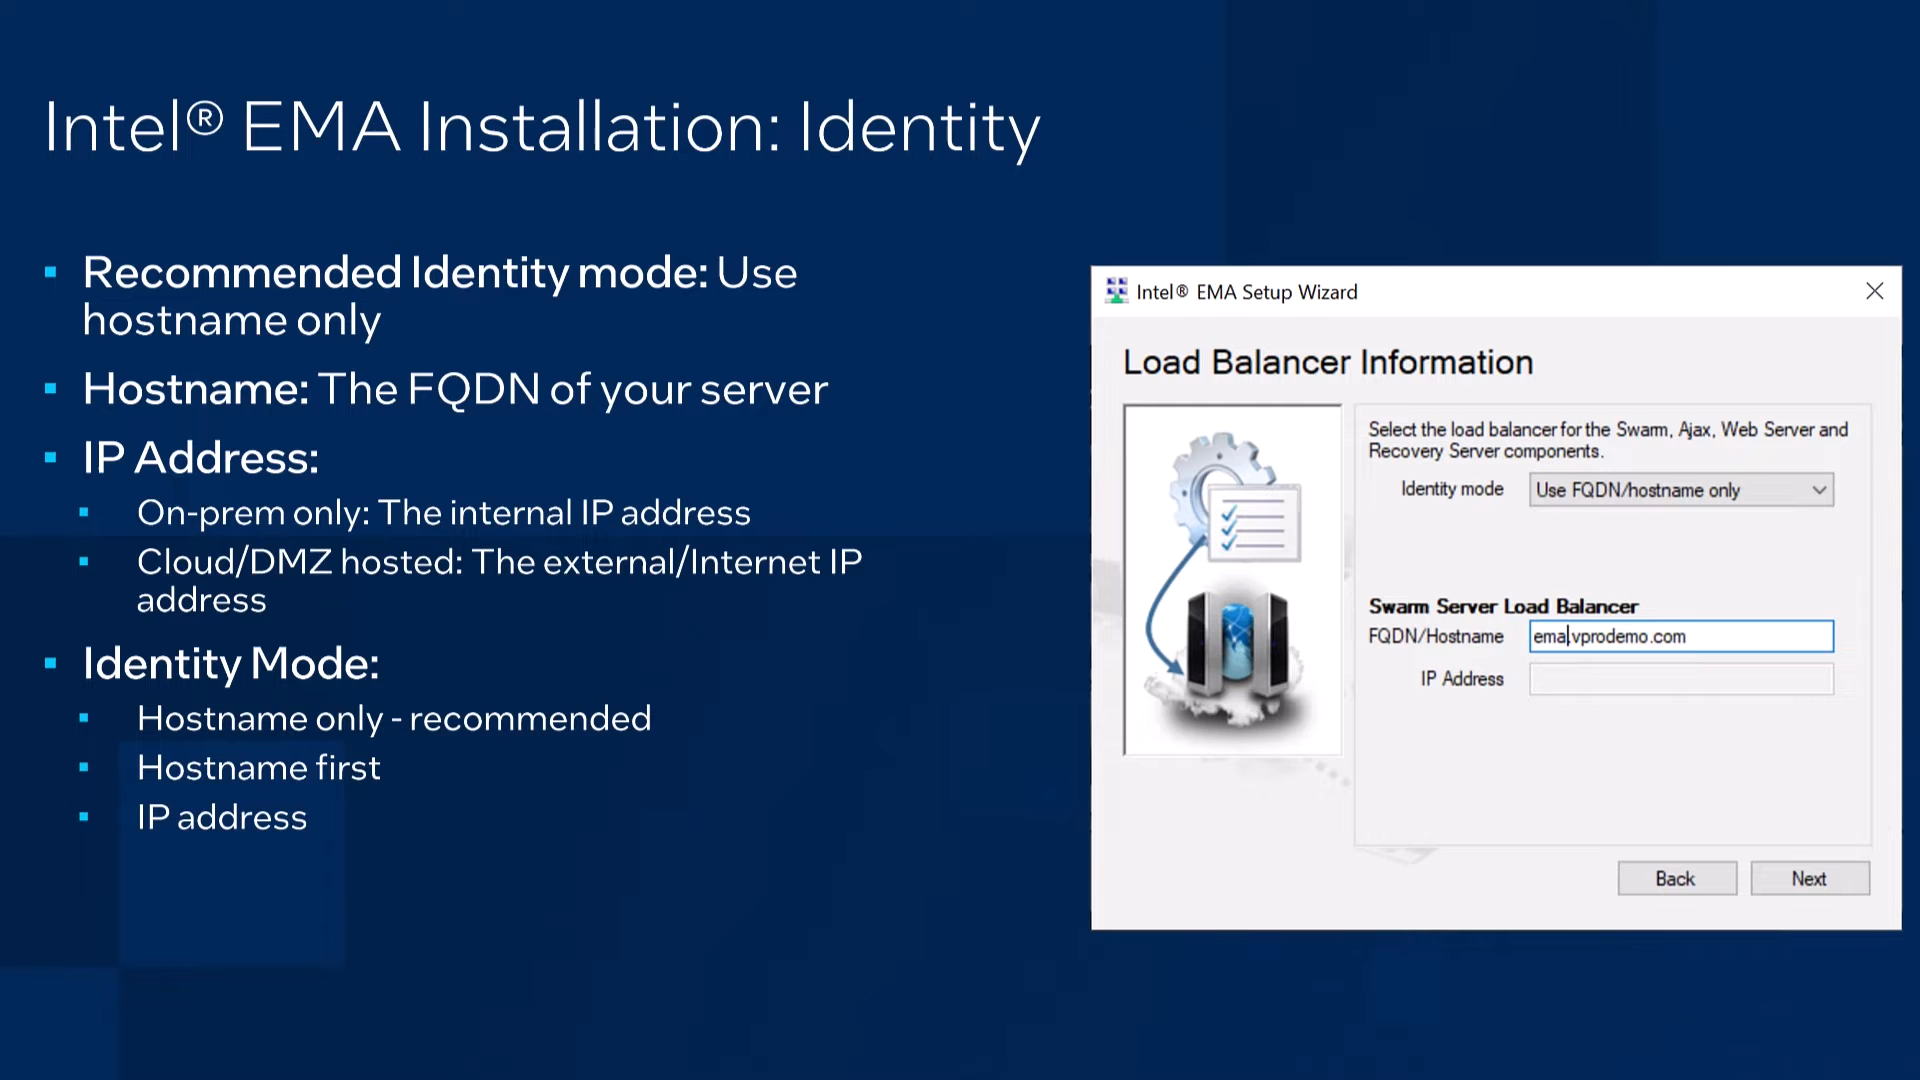 Intel® EMA Installation: Identity
Recommended Identity mode: Use
hostname only
Hostname: The FQDN of your server
IP Address:
On-prem only: The internal IP address
Cloud/DMZ hosted: The external/Internet IP
address
Identity Mode:
Hostname only - recommended
Hostname first
IP address
Intel® EMA Setup Wizard
Load Balancer Information
Select the load balancer for the Swarm, Ajax, Web Server and
Recovery Server components.
Identity mode
Use FQDN/hostname only
Swarm Server Load Balancer
FQDN/Hostname
ema.vprodemo.com
IP Address
Back
Next